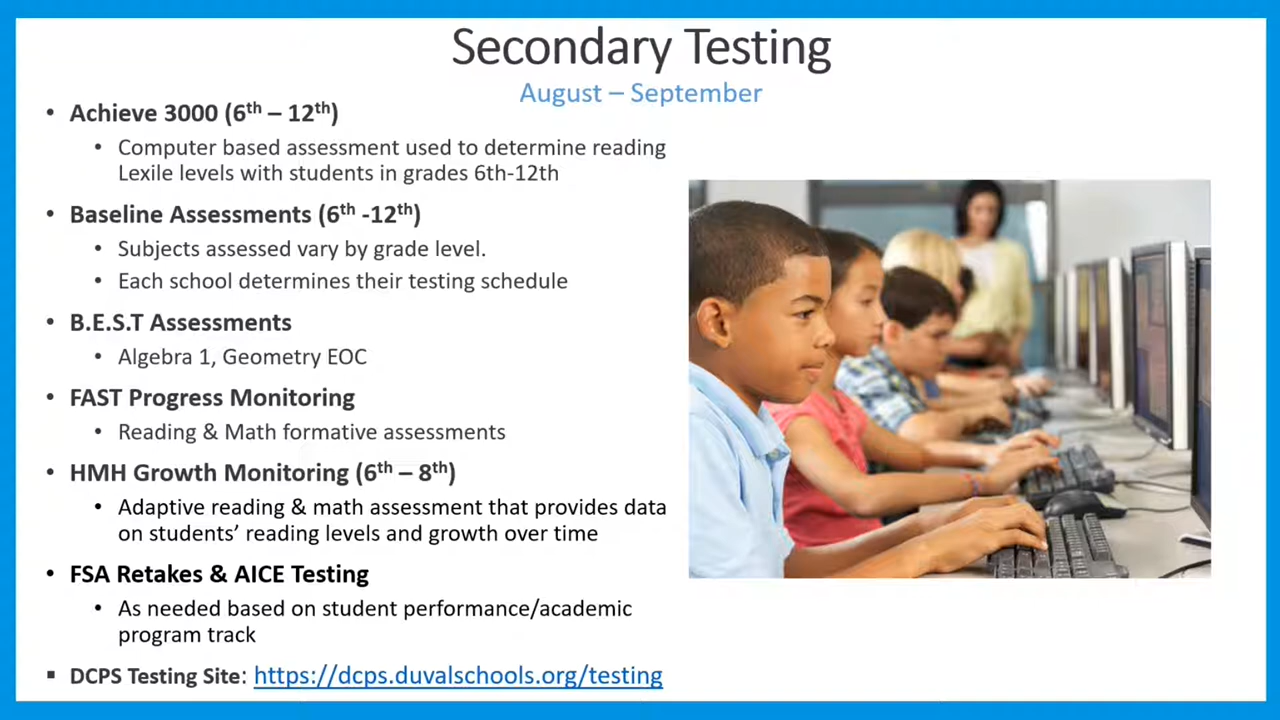 Secondary Testing
August – September
• Achieve 3000 (6th – 12th)
• Computer based assessment used to determine reading
Lexile levels with students in grades 6th-12th
• Baseline Assessments (6th -12th)
• Subjects assessed vary by grade level.
• Each school determines their testing schedule
• B.E.S.T Assessments
• Algebra 1, Geometry EOC
• FAST Progress Monitoring
• Reading & Math formative assessments
• HMH Growth Monitoring (6th – 8th)
• Adaptive reading & math assessment that provides data
on students’ reading levels and growth over time
• FSA Retakes & AICE Testing
• As needed based on student performance/academic
program track
▪ DCPS Testing Site: https://dcps.duvalschools.org/testing